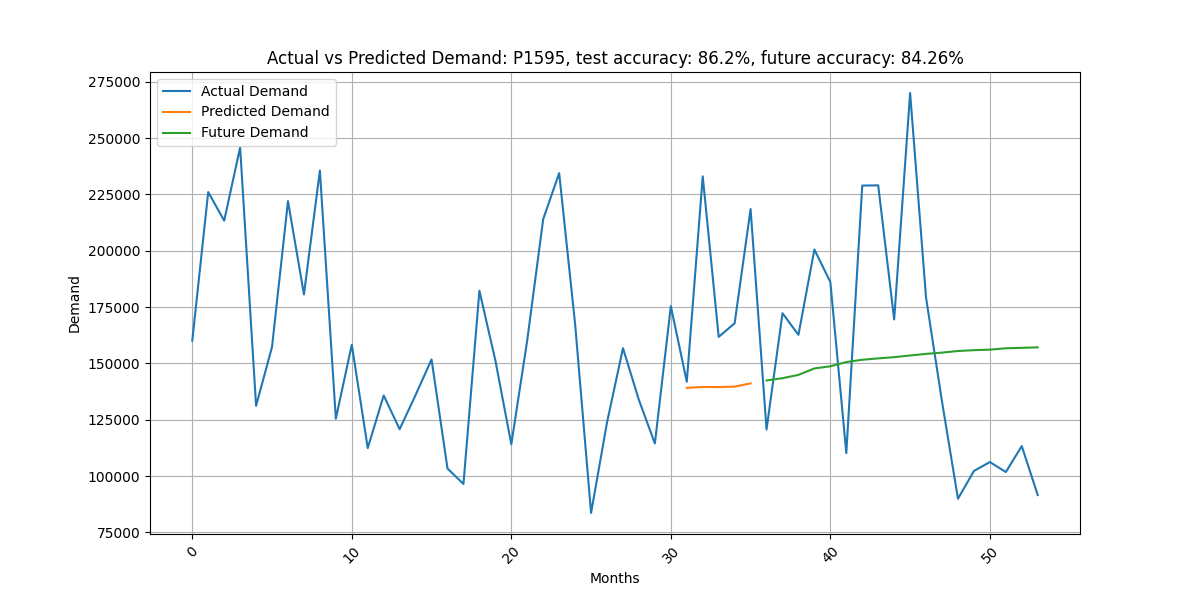 Actual vs Predicted Demand: P1595, test accuracy: 86.2%, future accuracy: 84.26%
Actual Demand
Predicted Demand
Future Demand
275000
250000
225000
200000
175000
150000
125000
100000
75000
Demand
0
10
20
30
40
50
Months